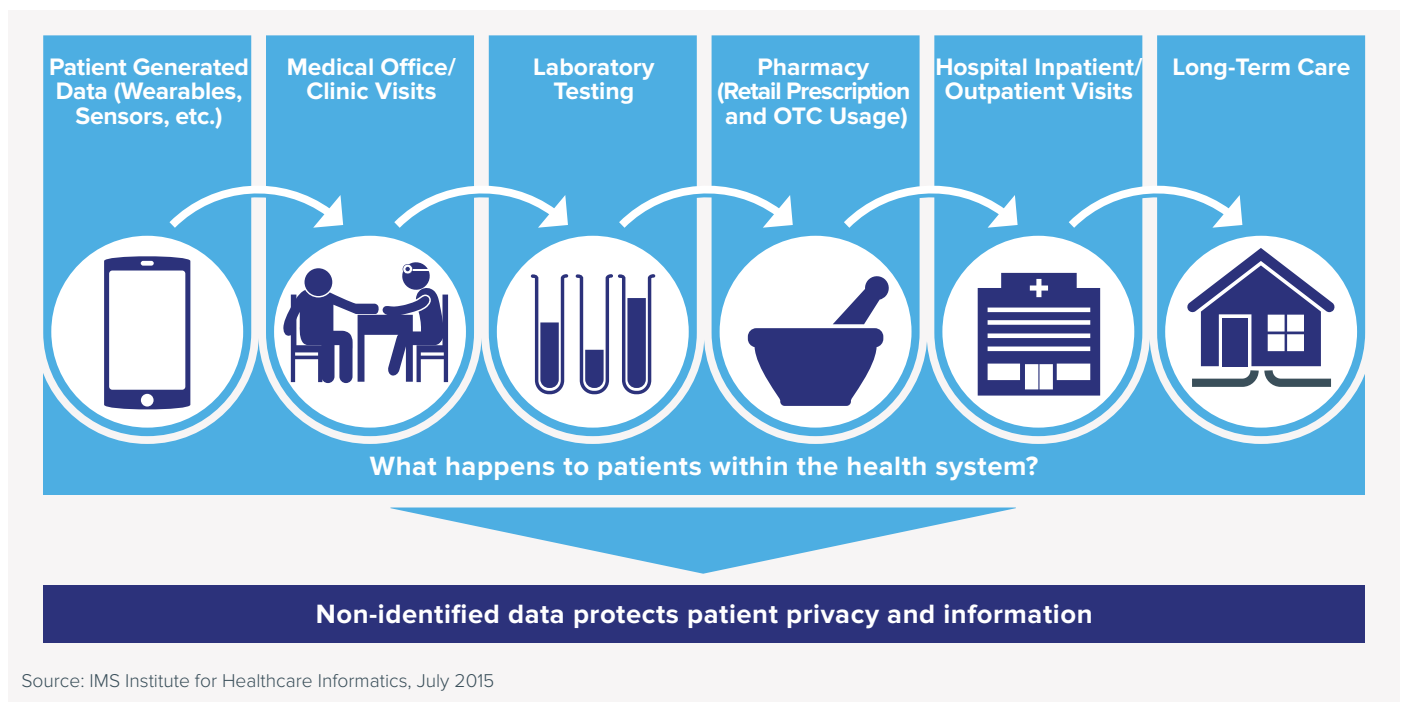 Patient Generated
Data (Wearables,
Sensors, etc.)
Medical Office/
Clinic Visits
Laboratory
Testing
Pharmacy
(Retail Prescription
and OTC Usage)
Hospital Inpatient/
Outpatient Visits
Long-Term Care
What happens to patients within the health system?
Non-identified data protects patient privacy and information
Source: IMS Institute for Healthcare Informatics, July 2015